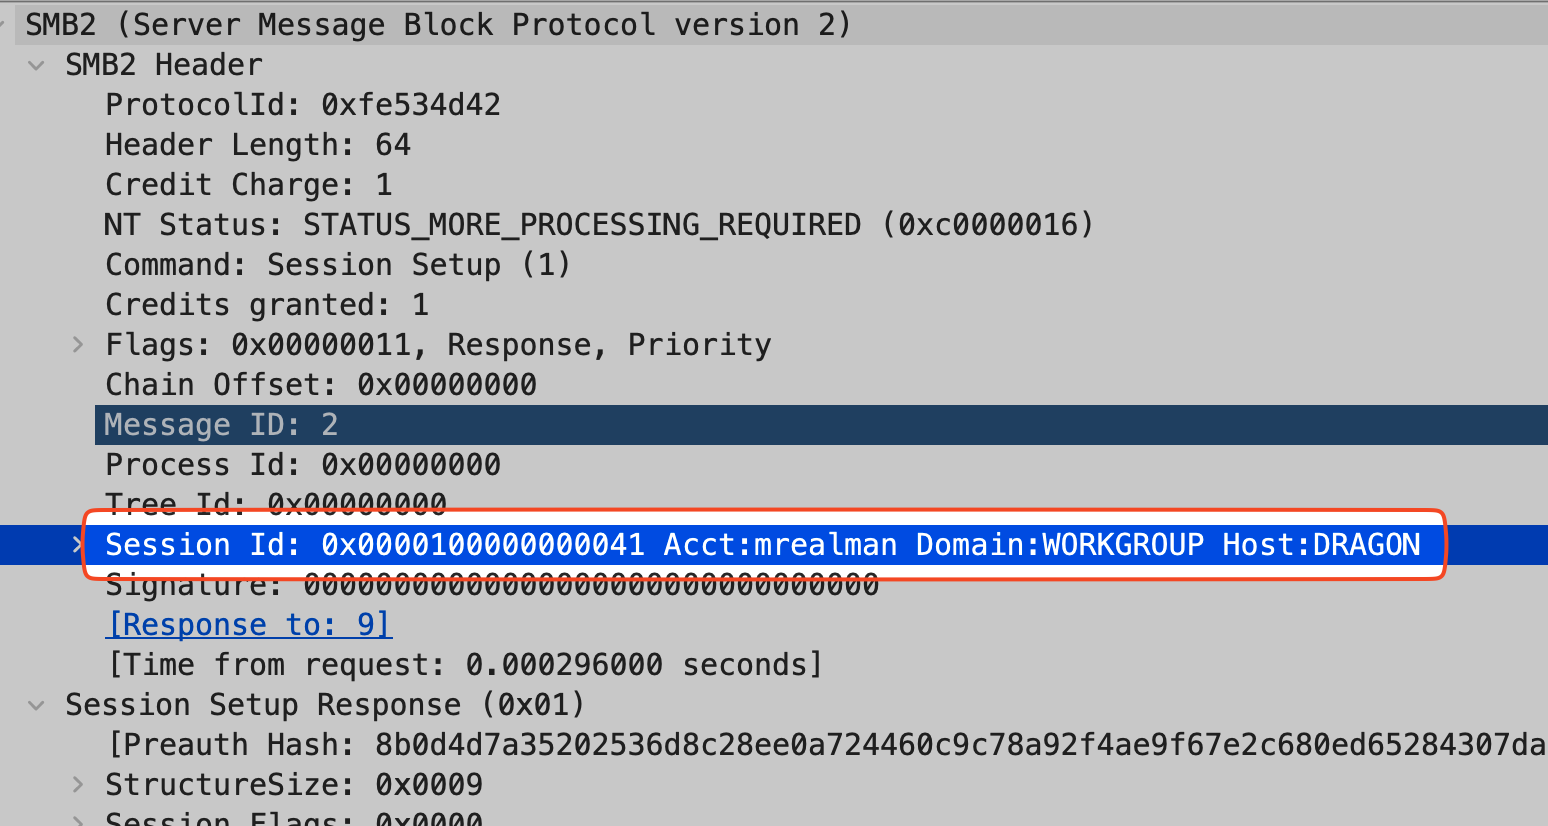 SMB2 (Server Message Block Protocol version 2)
SMB2 Header
ProtocolId: 0xfe534d42
Header Length: 64
Credit Charge: 1
NT Status: STATUS_MORE_PROCESSING_REQUIRED (0xc0000016)
Command: Session Setup (1)
Credits granted: 1
Flags: 0x00000011, Response, Priority
Chain Offset: 0x00000000
Message ID: 2
Process Id: 0x00000000
Tree Id: 0x00000000
Session Id: 0x0000100000000041 Acct:mrealman Domain:WORKGROUP Host:DRAGON
Signature: 00000000000000000000000000000000
[Response to: 9]
[Time from request: 0.000296000 seconds]
Session Setup Response (0x01)
[Preauth Hash: 8b0d4d7a35202536d8c28ee0a724460c9c78a92f4ae9f67e2c680ed65284307da
StructureSize: 0x0009
Session Flags: 0x0000